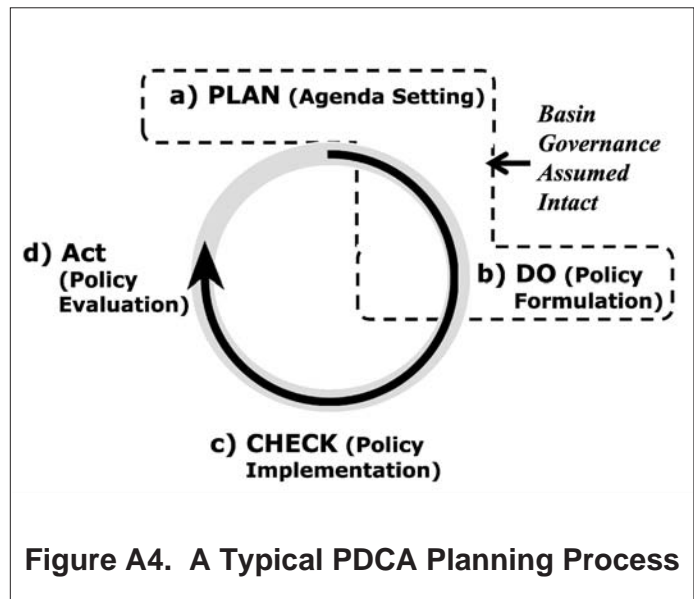 a) PLAN (Agenda Setting)
Basin
Governance
Assumed
Intact
b) DO (Policy
Formulation)
c) CHECK (Policy
Implementation)
d) Act
(Policy
Evaluation)
Figure A4. A Typical PDCA Planning Process